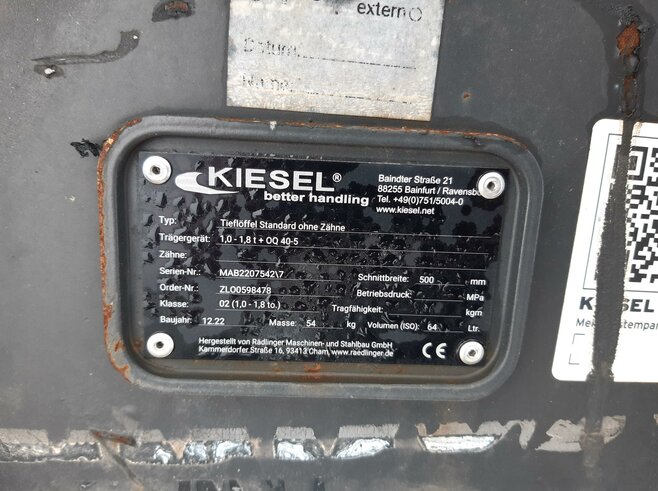 extern
Datum
Name
KIESEL®
better handling
Baindter Straße 21
88255 Bainfurt / Ravensb
Tel. +49(0)751/5004-0
www.kiesel.net
Typ: Tieflöffel Standard ohne Zähne
Trägergerät: 1,0 - 1,8 t + OQ 40-5
Zähne:
Serien-Nr.: MAB2207542\7 Schnittbreite: 500 mm
Order-Nr.: ZLO0598478 Betriebsdruck: MPa
Klasse: 02 (1,0 - 1,8 to.) Tragfähigkeit: kgm
Baujahr: 12.22 Masse: 54 kg Volumen (ISO): 64 Ltr.
Hergestellt von Rädlinger Maschinen- und Stahlbau GmbH
Kammerdorfer Straße 16, 93413 Cham, www.raedlinger.de
CE
KIESEL